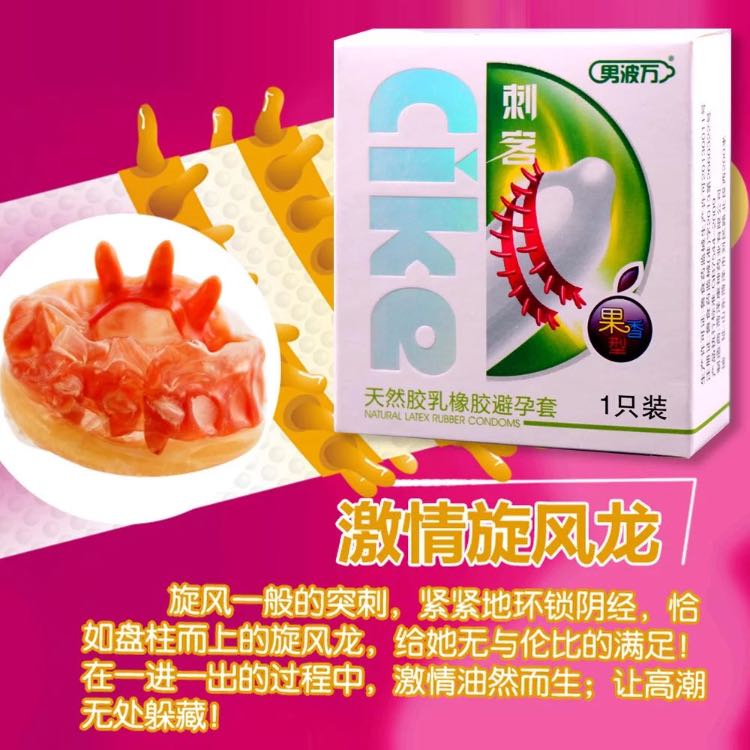 男波万
刺客
cike
果香型
天然胶乳橡胶避孕套
NATURAL LATEX RUBBER CONDOMS
1只装
激情旋风龙
旋风一般的突刺，紧紧地环锁阴经，恰
如盘柱而上的旋风龙，给她无与伦比的满足！
在一进一出的过程中，激情油然而生；让高潮
无处躲藏！